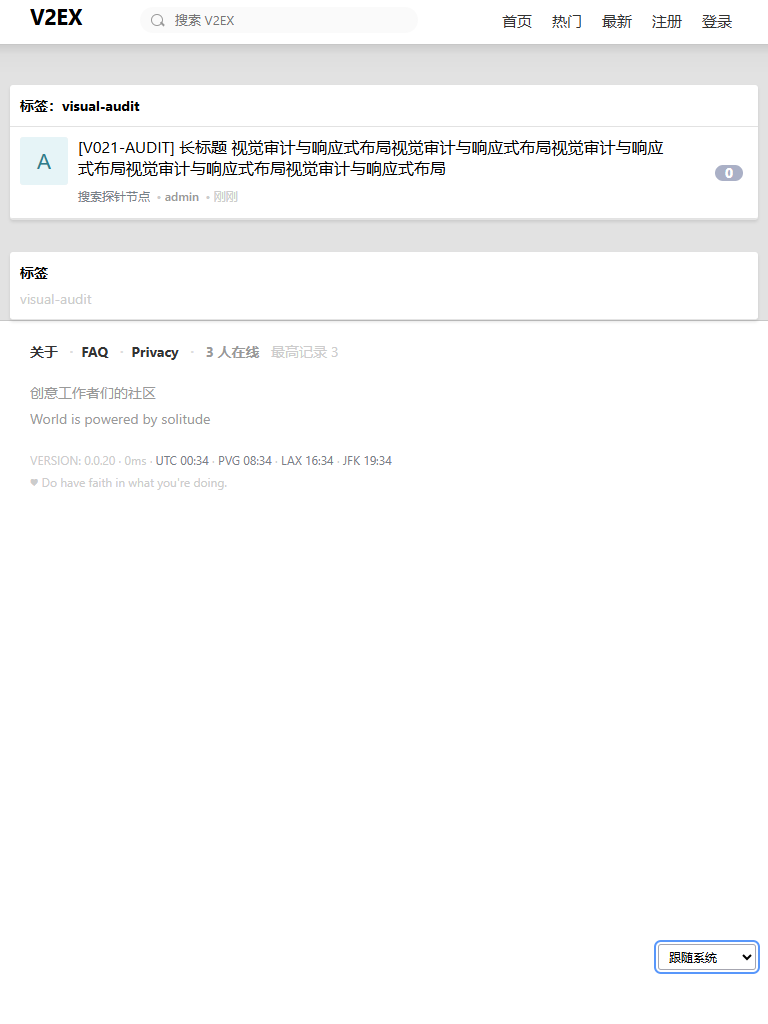 V2EX
搜索 V2EX
首页 热门 最新 注册 登录
标签：visual-audit
A
[V021-AUDIT] 长标题 视觉审计与响应式布局视觉审计与响应式布局视觉审计与响应
式布局视觉审计与响应式布局视觉审计与响应式布局
0
搜索探针节点 • admin • 刚刚
标签
visual-audit
关于 · FAQ · Privacy · 3 人在线 最高记录 3
创意工作者们的社区
World is powered by solitude
VERSION: 0.0.20 · 0ms · UTC 00:34 · PVG 08:34 · LAX 16:34 · JFK 19:34
♥ Do have faith in what you're doing.
跟随系统